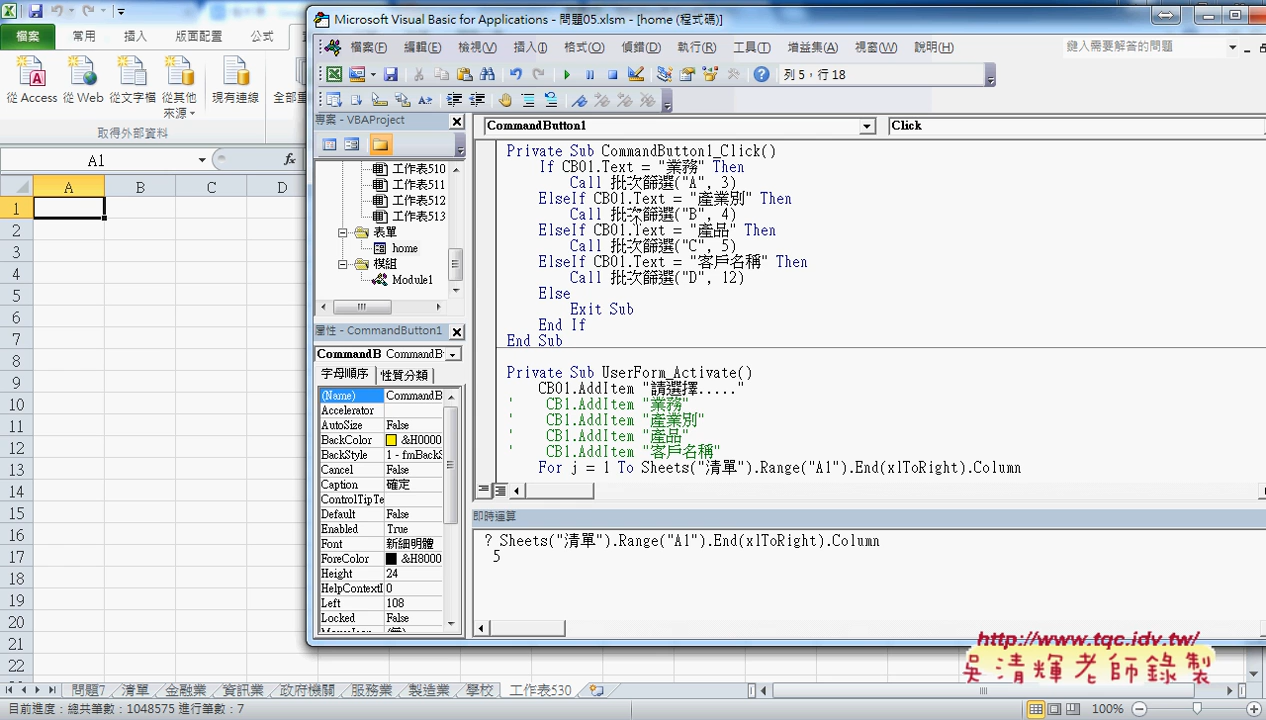 Microsoft Visual Basic for Applications - 問題05.xlsm - [home (程式碼)]
檔案 常用 插入 版面配置 公式
檔案(F) 編輯(E) 檢視(V) 插入(I) 格式(O) 偵錯(D) 執行(R) 工具(T) 增益集(A) 視窗(W) 說明(H) 鍵入需要解答的問題
從 Access 從 Web 從文字檔 從其他來源 現有連線 全部重
取得外部資料
列 5，行 18
A1 fx
A B C D
1
2
3
4
5
6
7
8
9
10
11
12
13
14
15
16
17
18
19
20
21
22
專案 - VBAProject
工作表510
工作表511
工作表512
工作表513
表單
home
模組
Module1
屬性 - CommandButton1
CommandB CommandB
字母順序 性質分類
(Name) CommandB
Accelerator
AutoSize False
BackColor &H0000
BackStyle 1 - fmBackS
Cancel False
Caption 確定
ControlTipTe
Default False
Enabled True
Font 新細明體
ForeColor &H8000
Height 24
HelpContextI 0
Left 108
Locked False
CommandButton1 Click
Private Sub CommandButton1_Click()
If CB01.Text = "業務" Then
Call 批次篩選("A", 3)
ElseIf CB01.Text = "產業別" Then
Call 批次篩選("B", 4)
ElseIf CB01.Text = "產品" Then
Call 批次篩選("C", 5)
ElseIf CB01.Text = "客戶名稱" Then
Call 批次篩選("D", 12)
Else
Exit Sub
End If
End Sub
Private Sub UserForm_Activate()
CB01.AddItem "請選擇....."
' CB1.AddItem "業務"
' CB1.AddItem "產業別"
' CB1.AddItem "產品"
' CB1.AddItem "客戶名稱"
For j = 1 To Sheets("清單").Range("A1").End(xlToRight).Column
即時運算
? Sheets("清單").Range("A1").End(xlToRight).Column
5
http://www.tqc.idv.tw/
吳清輝老師錄製
問題7 清單 金融業 資訊業 政府機關 服務業 製造業 學校 工作表530
目前進度：總共筆數：1048575 進行筆數：7
100%